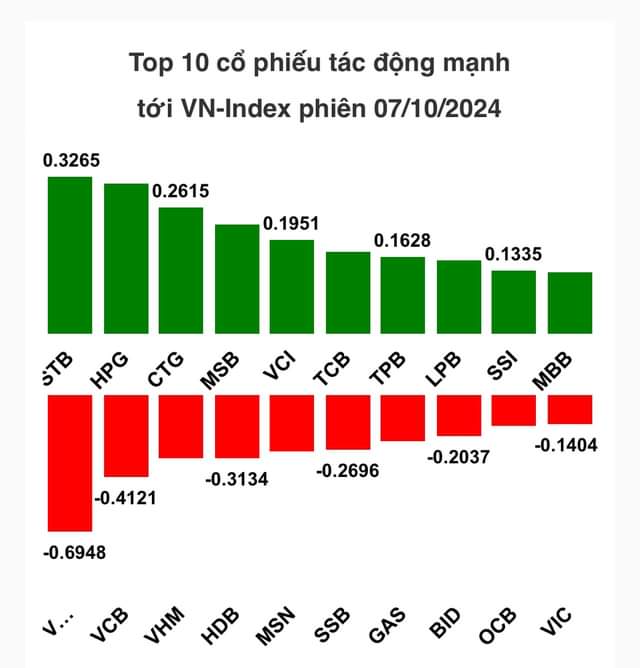 Top 10 cổ phiếu tác động mạnh
tới VN-Index phiên 07/10/2024
0.3265
0.2615
0.1951
0.1628
0.1335
STB HPG CTG MSB VCI TCB TPB LPB SSI MBB
-0.6948
-0.4121
-0.3134
-0.2696
-0.2037
-0.1404
V... VCB VHM HDB MSN SSB GAS BID OCB VIC